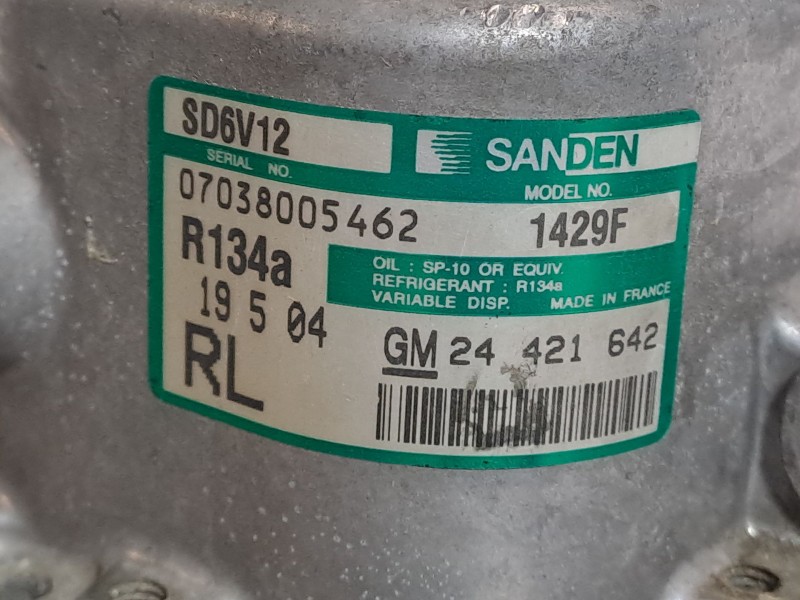 SD6V12
SANDEN
SERIAL NO.
MODEL NO.
07038005462
1429F
R134a
OIL : SP-10 OR EQUIV.
REFRIGERANT : R134a
VARIABLE DISP. MADE IN FRANCE
19 5 04
GM 24 421 642
RL